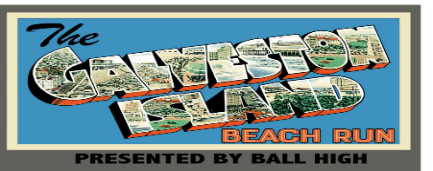 The
GALVESTON
ISLAND
BEACH RUN
PRESENTED BY BALL HIGH